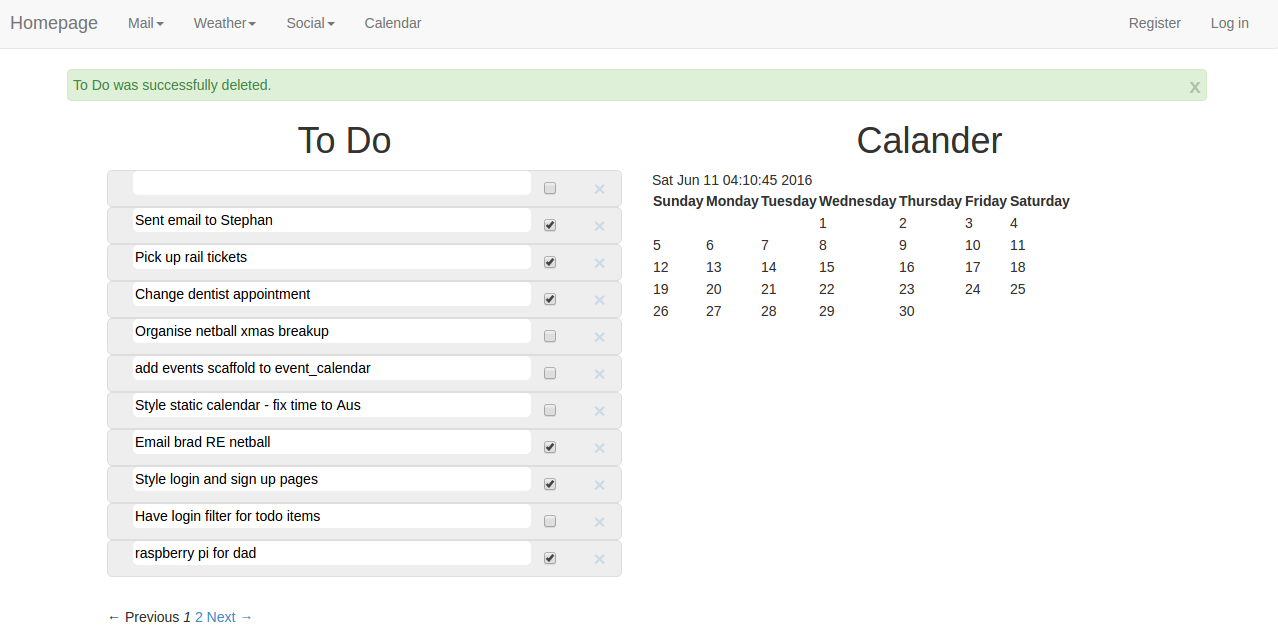 Homepage Mail Weather Social Calendar Register Log in
To Do was successfully deleted. x
To Do
Sent email to Stephan
Pick up rail tickets
Change dentist appointment
Organise netball xmas breakup
add events scaffold to event_calendar
Style static calendar - fix time to Aus
Email brad RE netball
Style login and sign up pages
Have login filter for todo items
raspberry pi for dad
← Previous 1 2 Next →
Calander
Sat Jun 11 04:10:45 2016
Sunday Monday Tuesday Wednesday Thursday Friday Saturday
1 2 3 4
5 6 7 8 9 10 11
12 13 14 15 16 17 18
19 20 21 22 23 24 25
26 27 28 29 30